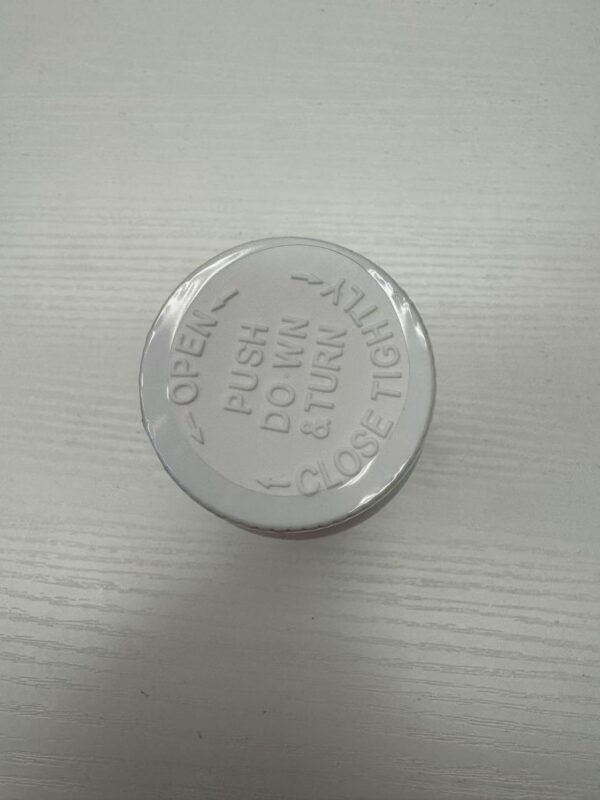 OPEN
PUSH
DOWN
& TURN
CLOSE TIGHTLY